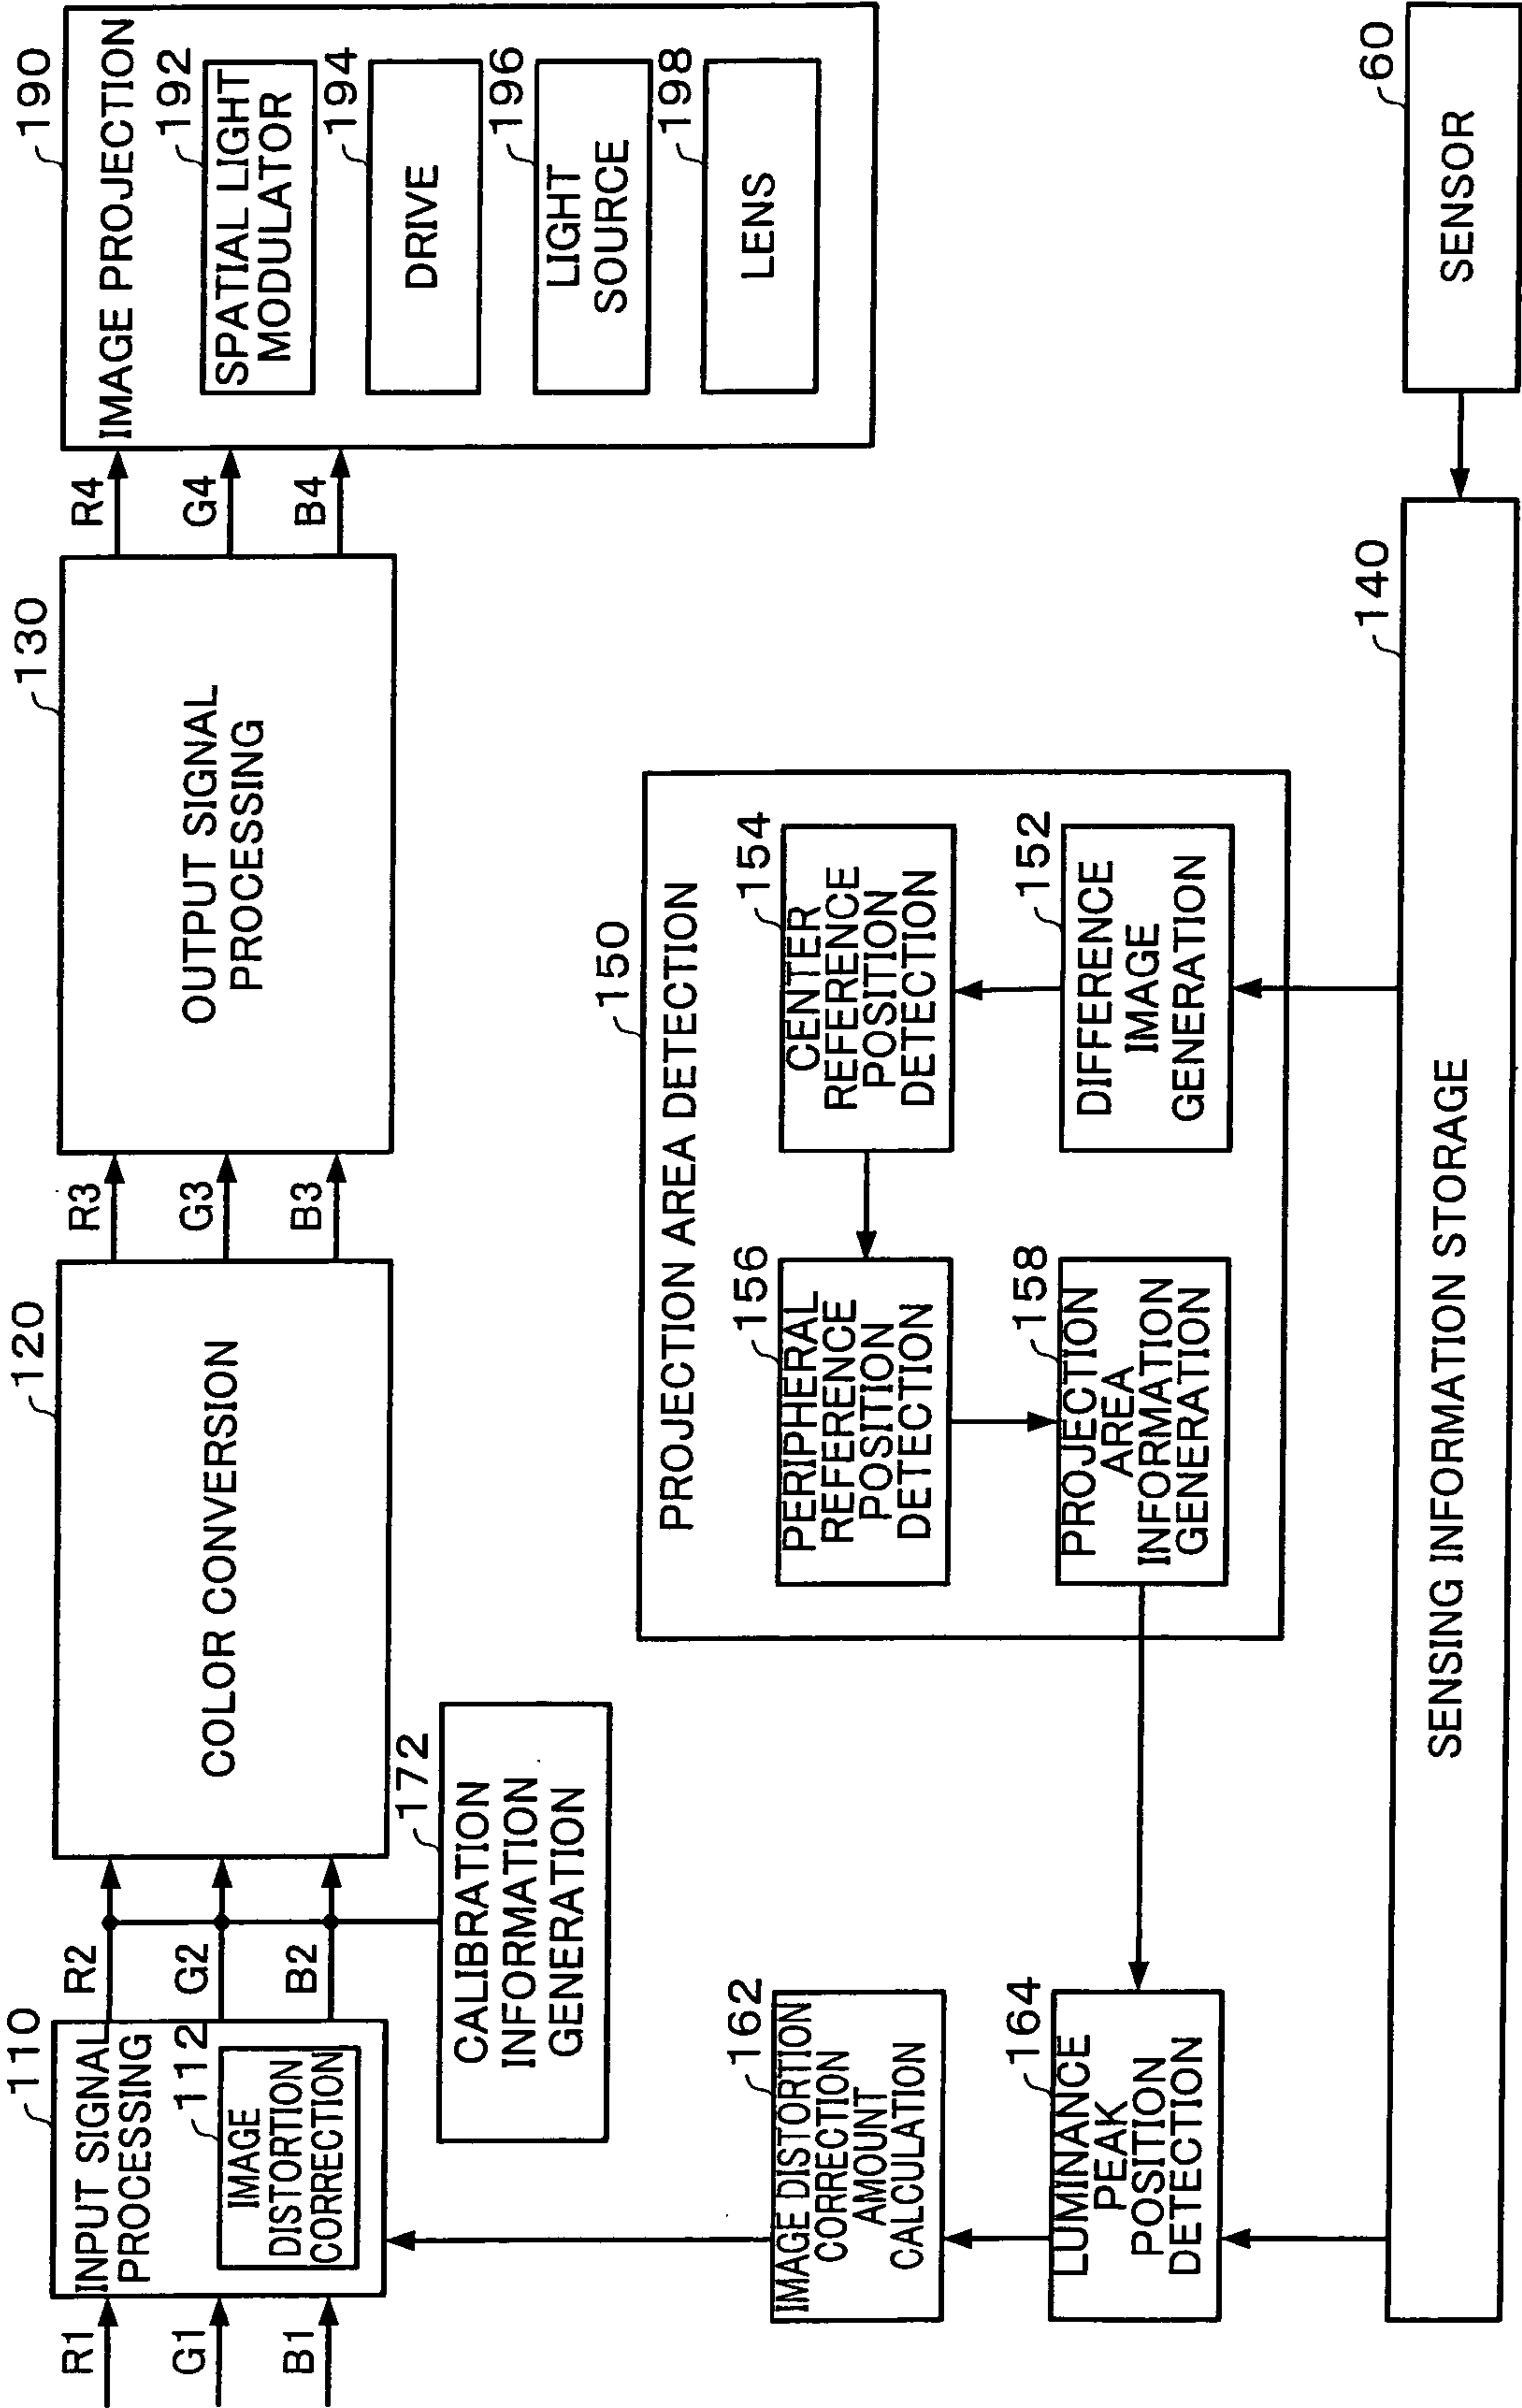 R1
G1
B1
110
INPUT SIGNAL
PROCESSING
112
IMAGE
DISTORTION
CORRECTION
R2
G2
B2
172
CALIBRATION
INFORMATION
GENERATION
120
COLOR CONVERSION
R3
G3
B3
130
OUTPUT SIGNAL
PROCESSING
R4
G4
B4
190
IMAGE PROJECTION
192
SPATIAL LIGHT
MODULATOR
194
DRIVE
196
LIGHT
SOURCE
198
LENS
162
IMAGE DISTORTION
CORRECTION
AMOUNT
CALCULATION
164
LUMINANCE
PEAK
POSITION
DETECTION
150
PROJECTION AREA DETECTION
156
PERIPHERAL
REFERENCE
POSITION
DETECTION
154
CENTER
REFERENCE
POSITION
DETECTION
158
PROJECTION
AREA
INFORMATION
GENERATION
152
DIFFERENCE
IMAGE
GENERATION
140
SENSING INFORMATION STORAGE
60
SENSOR